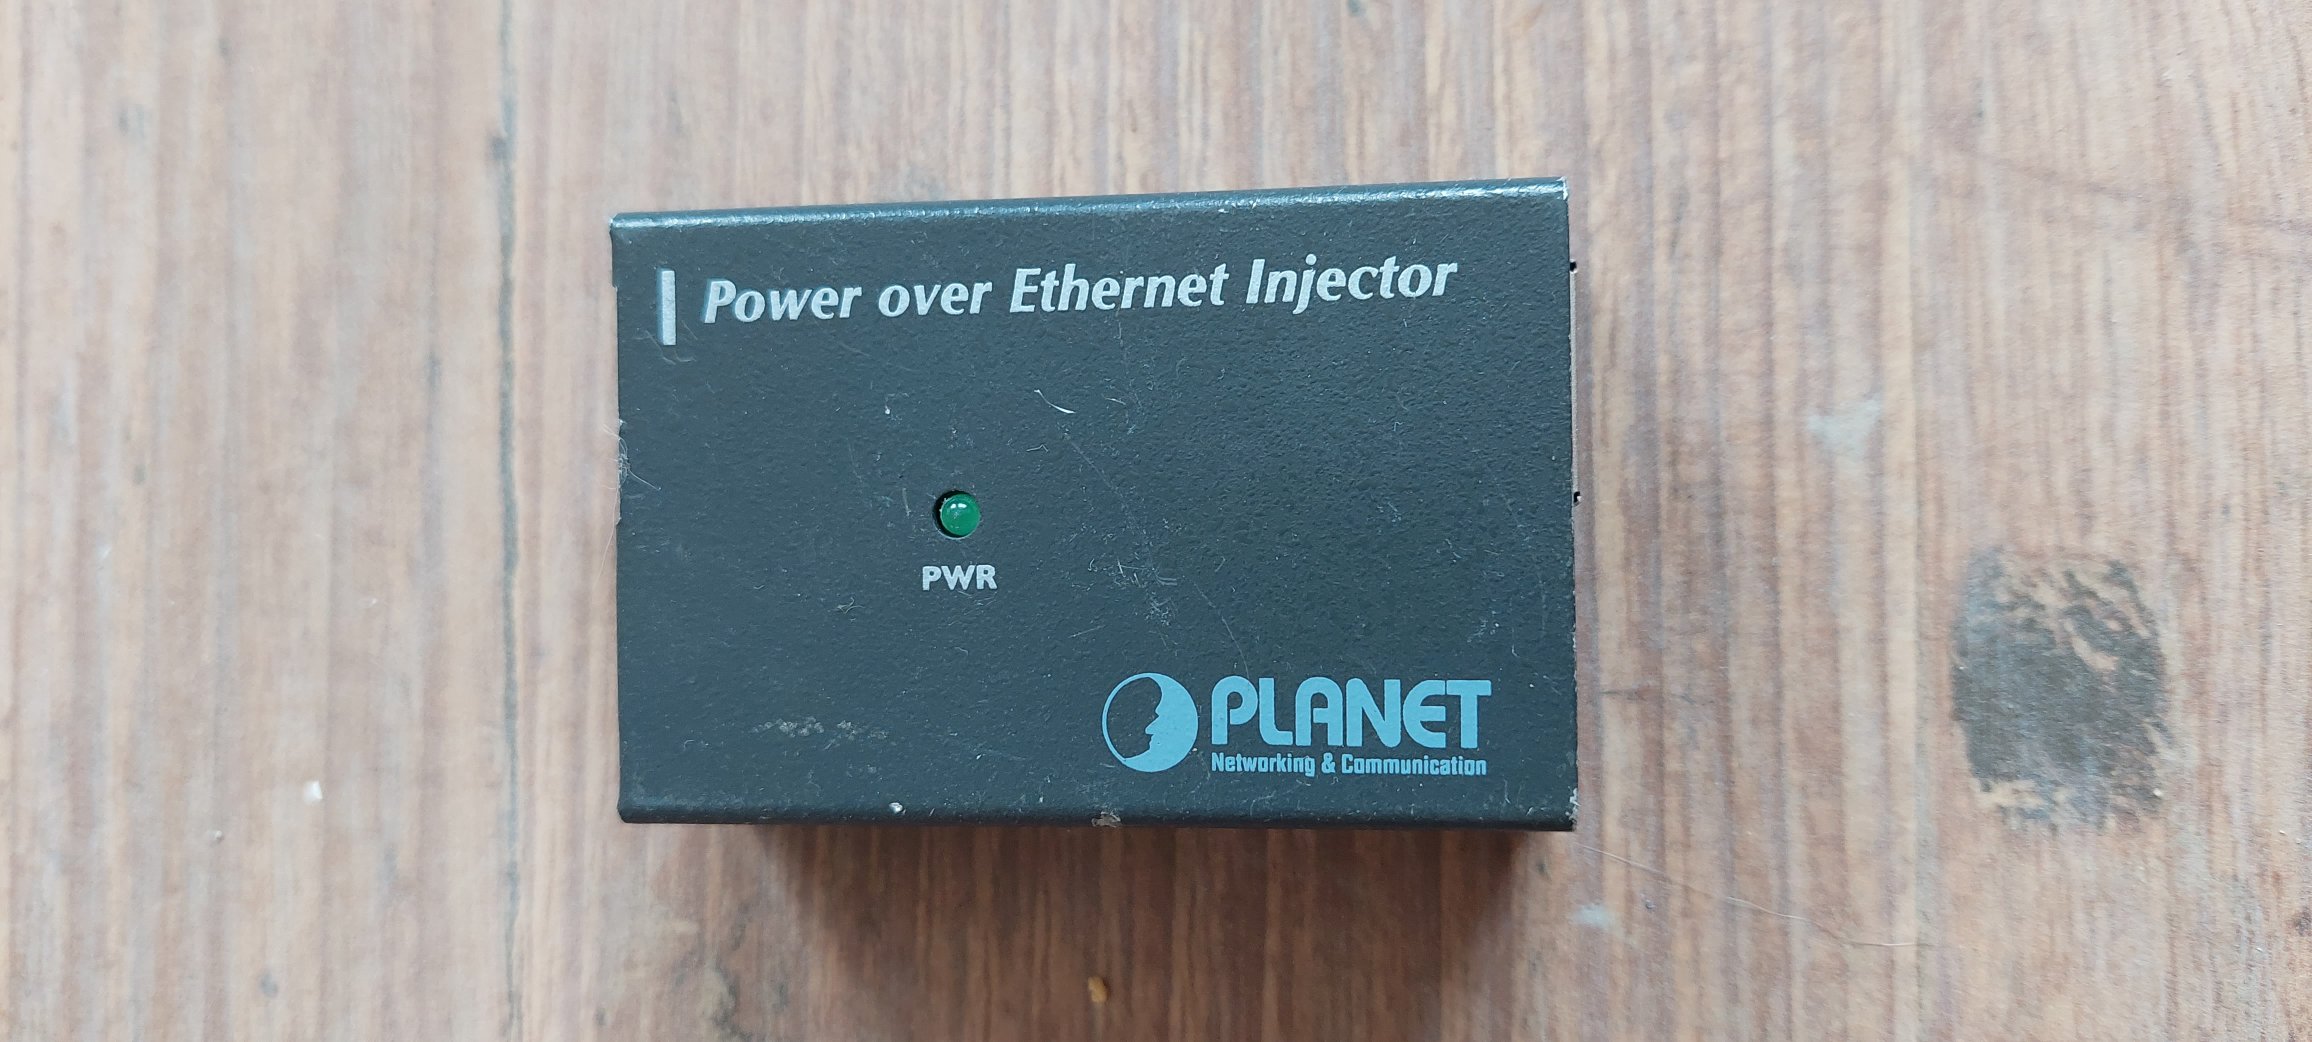 Power over Ethernet Injector
PWR
PLANET
Networking & Communication